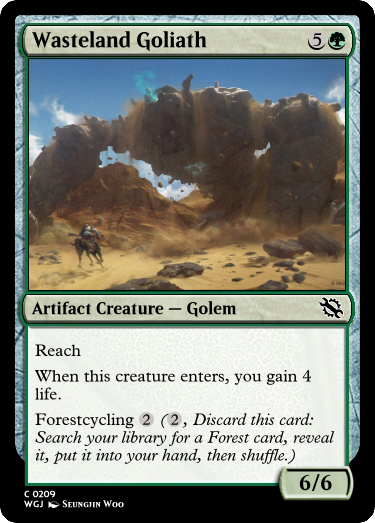 Wasteland Goliath 5
Artifact Creature — Golem
Reach
When this creature enters, you gain 4
life.
Forestcycling 2 (2, Discard this card:
Search your library for a Forest card, reveal
it, put it into your hand, then shuffle.)
6/6
C 0209
WGJ Seungjin Woo